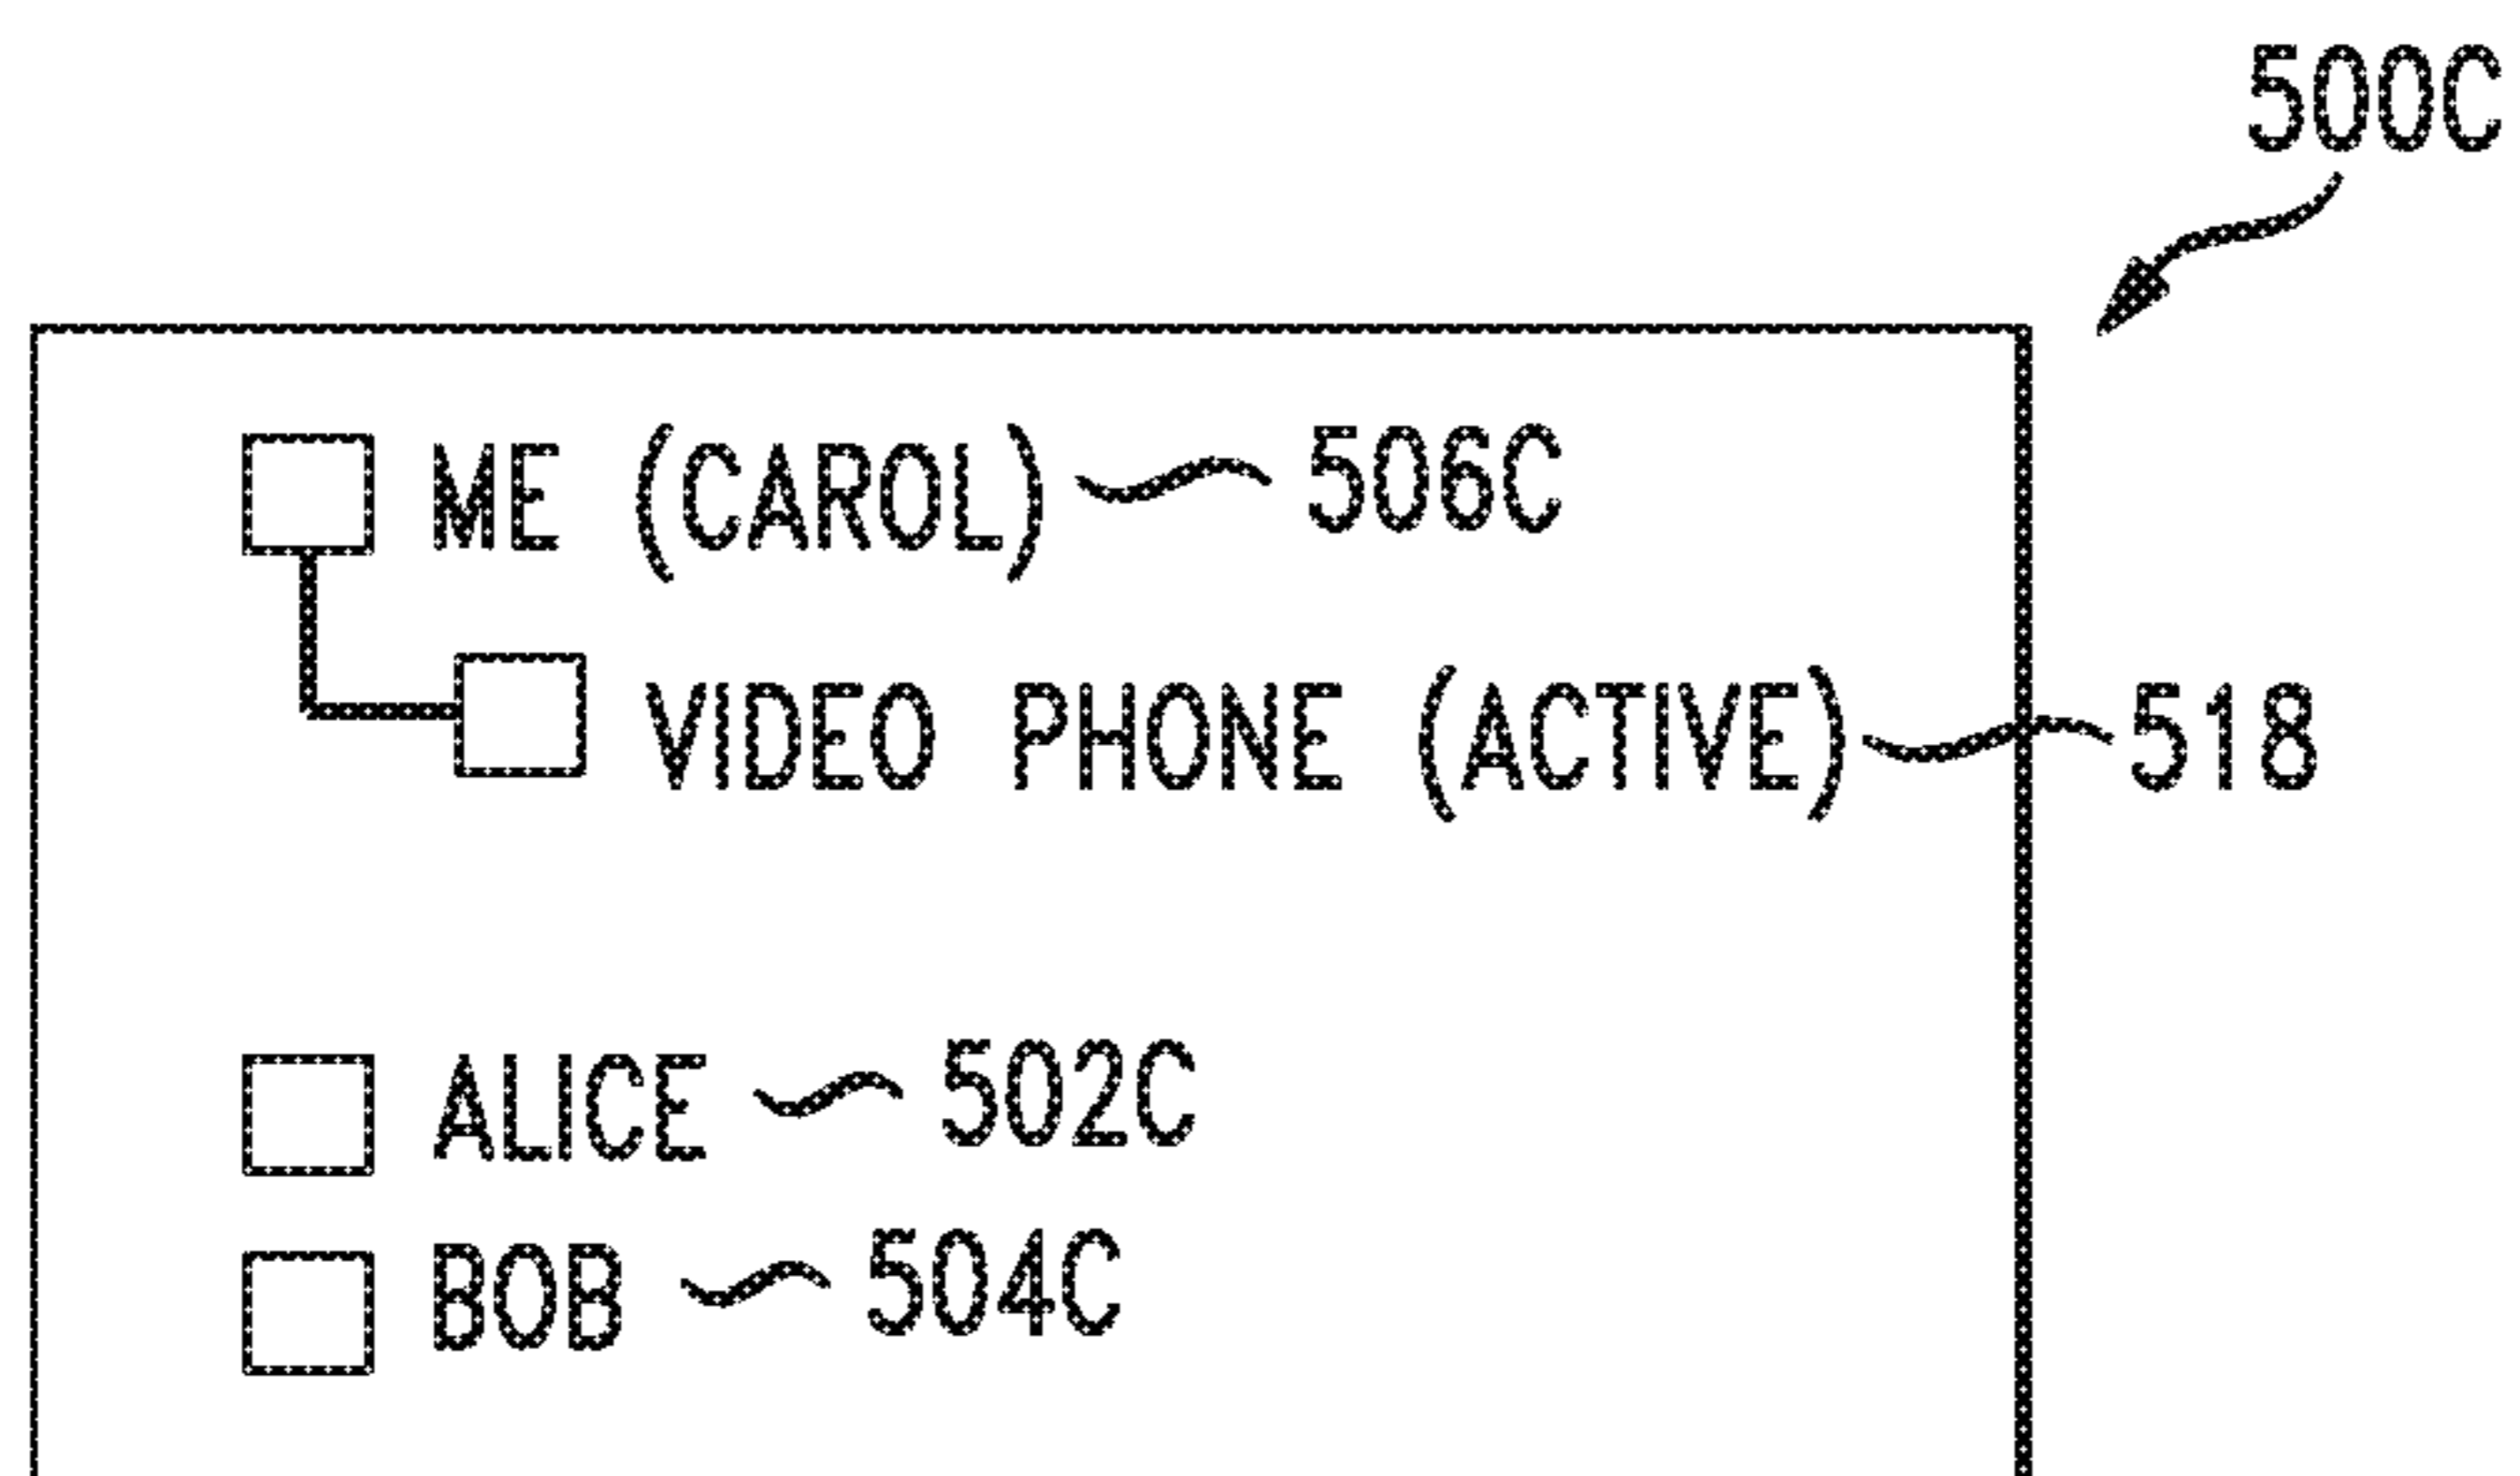 500C
ME (CAROL) 506C
VIDEO PHONE (ACTIVE) 518
ALICE 502C
BOB 504C